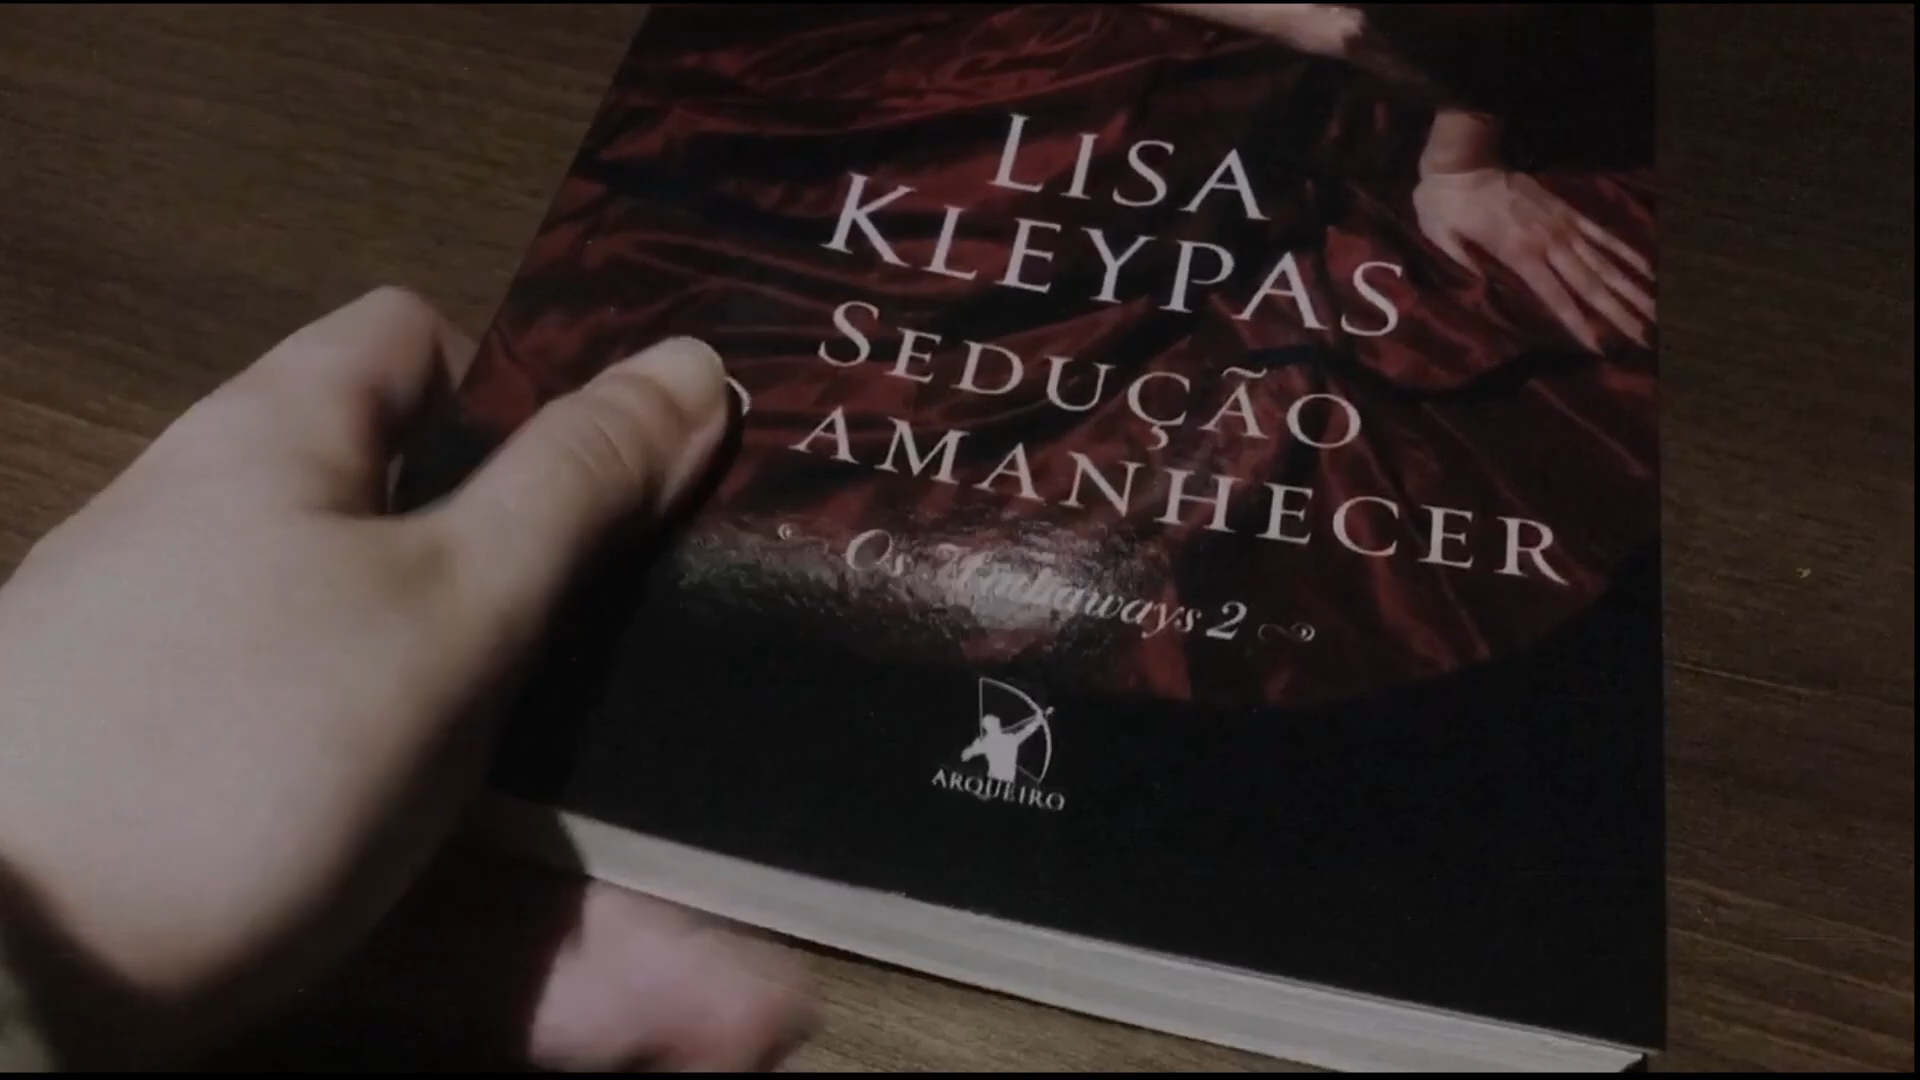 LISA
KLEYPAS
SEDUÇÃO
AMANHECER
Os Hathaways 2
ARQUEIRO